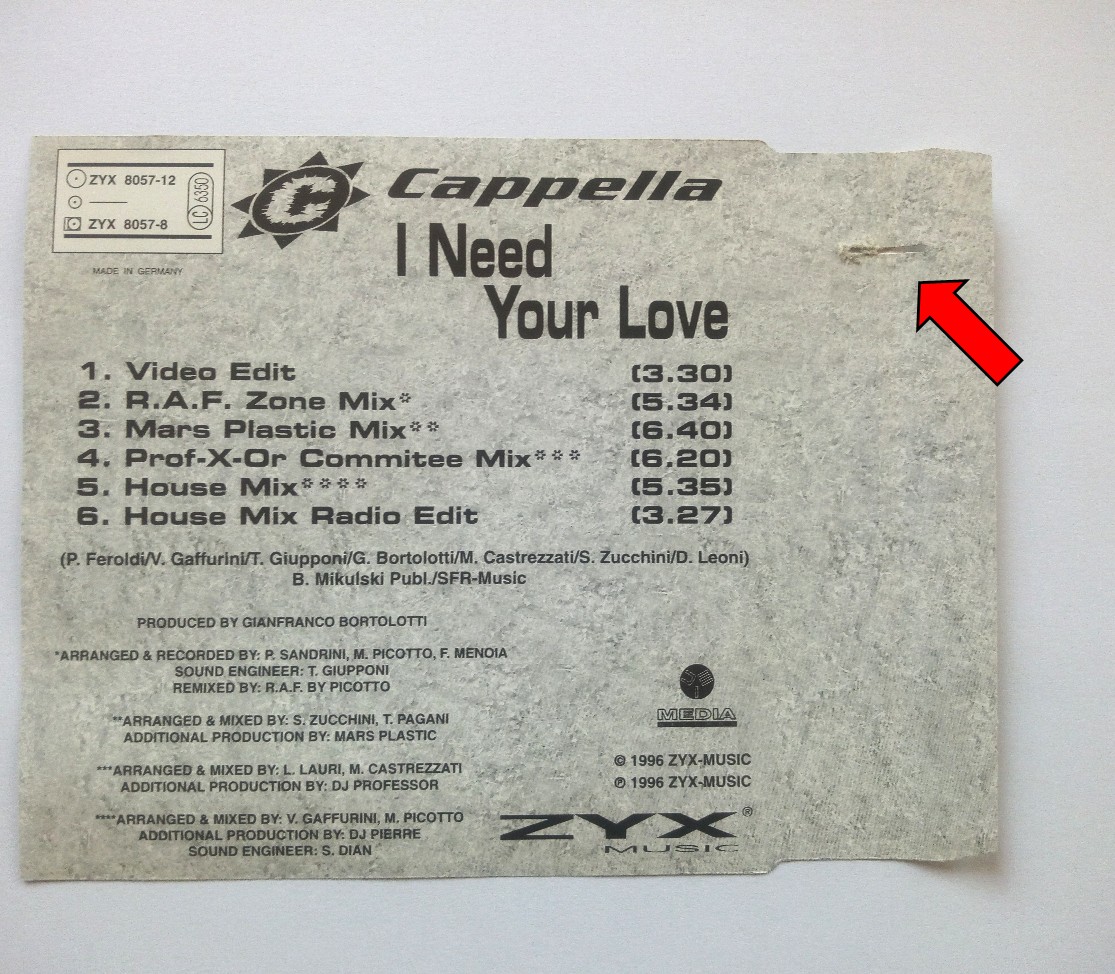 ZYX 8057-12
ZYX 8057-8
LC 6350
MADE IN GERMANY
C Cappella
I Need
Your Love
1. Video Edit (3.30)
2. R.A.F. Zone Mix* (5.34)
3. Mars Plastic Mix** (6.40)
4. Prof-X-Or Commitee Mix*** (6.20)
5. House Mix**** (5.35)
6. House Mix Radio Edit (3.27)
(P. Feroldi/V. Gaffurini/T. Giupponi/G. Bortolotti/M. Castrezzati/S. Zucchini/D. Leoni)
B. Mikulski Publ./SFR-Music
PRODUCED BY GIANFRANCO BORTOLOTTI
*ARRANGED & RECORDED BY: P. SANDRINI, M. PICOTTO, F. MENOIA
SOUND ENGINEER: T. GIUPPONI
REMIXED BY: R.A.F. BY PICOTTO
**ARRANGED & MIXED BY: S. ZUCCHINI, T. PAGANI
ADDITIONAL PRODUCTION BY: MARS PLASTIC
***ARRANGED & MIXED BY: L. LAURI, M. CASTREZZATI
ADDITIONAL PRODUCTION BY: DJ PROFESSOR
****ARRANGED & MIXED BY: V. GAFFURINI, M. PICOTTO
ADDITIONAL PRODUCTION BY: DJ PIERRE
SOUND ENGINEER: S. DIAN
MEDIA
© 1996 ZYX-MUSIC
℗ 1996 ZYX-MUSIC
ZYX®
MUSIC